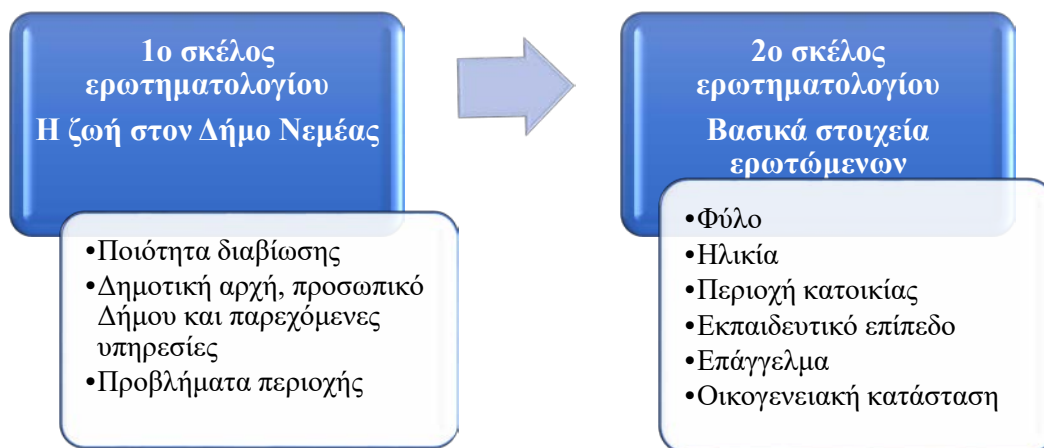 1ο σκέλος
ερωτηματολογίου
Η ζωή στον Δήμο Νεμέας
•Ποιότητα διαβίωσης
•Δημοτική αρχή, προσωπικό
Δήμου και παρεχόμενες
υπηρεσίες
•Προβλήματα περιοχής
2ο σκέλος
ερωτηματολογίου
Βασικά στοιχεία
ερωτώμενων
•Φύλο
•Ηλικία
•Περιοχή κατοικίας
•Εκπαιδευτικό επίπεδο
•Επάγγελμα
•Οικογενειακή κατάσταση